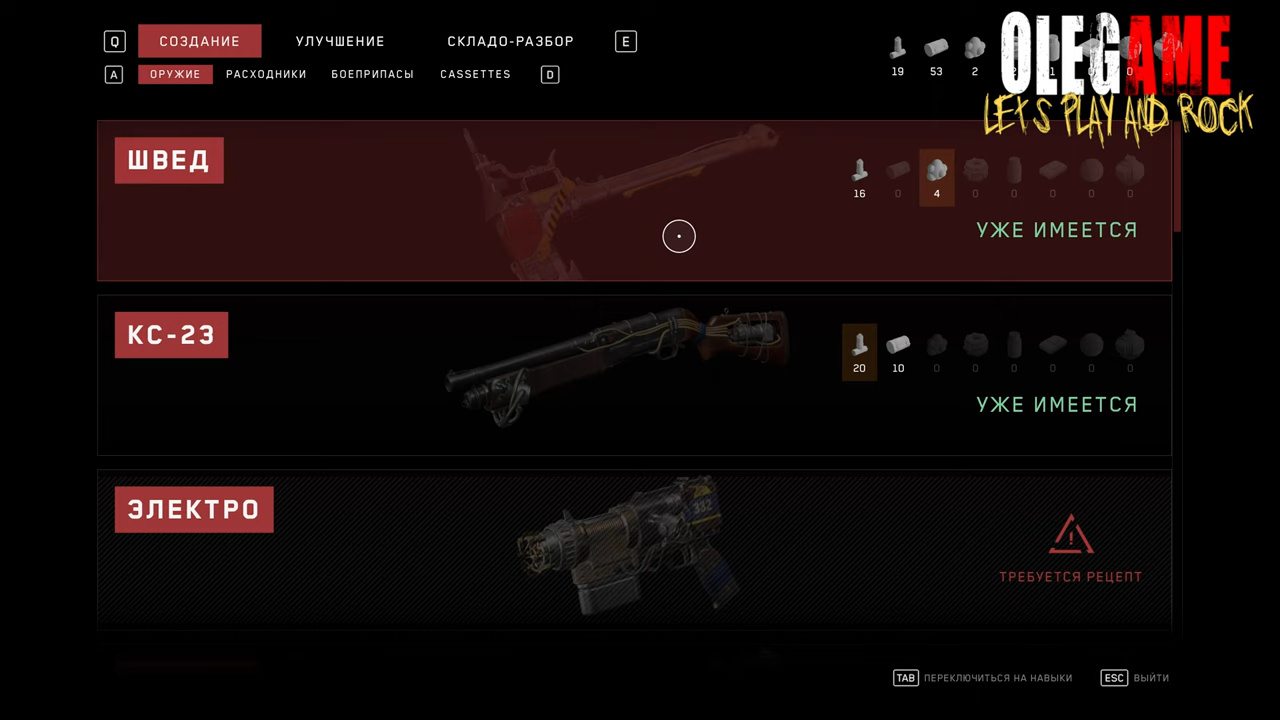 Q СОЗДАНИЕ УЛУЧШЕНИЕ СКЛАДО-РАЗБОР E
A ОРУЖИЕ РАСХОДНИКИ БОЕПРИПАСЫ CASSETTES D
19 53 2
OLEGAME
LET'S PLAY AND ROCK
ШВЕД
16 0 4 0 0 0 0 0
УЖЕ ИМЕЕТСЯ
КС-23
20 10 0 0 0 0 0 0
УЖЕ ИМЕЕТСЯ
ЭЛЕКТРО
332
ТРЕБУЕТСЯ РЕЦЕПТ
TAB ПЕРЕКЛЮЧИТЬСЯ НА НАВЫКИ ESC ВЫЙТИ